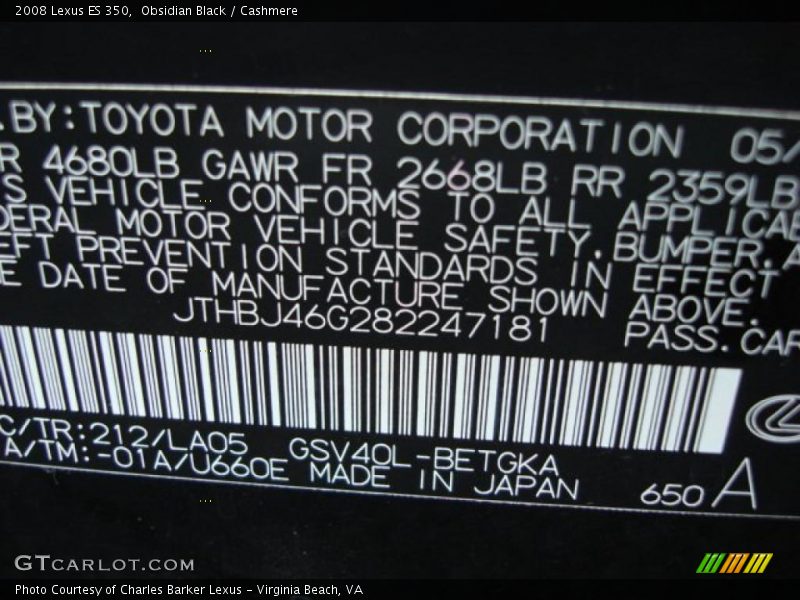 2008 Lexus ES 350,  Obsidian Black / Cashmere
.BY:TOYOTA MOTOR CORPORATION 05/
R 4680LB GAWR FR 2668LB RR 2359LB
S VEHICLE CONFORMS TO ALL APPLICAB
DERAL MOTOR VEHICLE SAFETY,BUMPER,A
EFT PREVENTION STANDARDS IN EFFECT
E DATE OF MANUFACTURE SHOWN ABOVE.
JTHBJ46G282247181 PASS.CAR
C/TR:212/LA05 GSV40L-BETGKA
A/TM:-01A/U660E MADE IN JAPAN 650 A
GTCARLOT.COM
Photo Courtesy of Charles Barker Lexus - Virginia Beach, VA